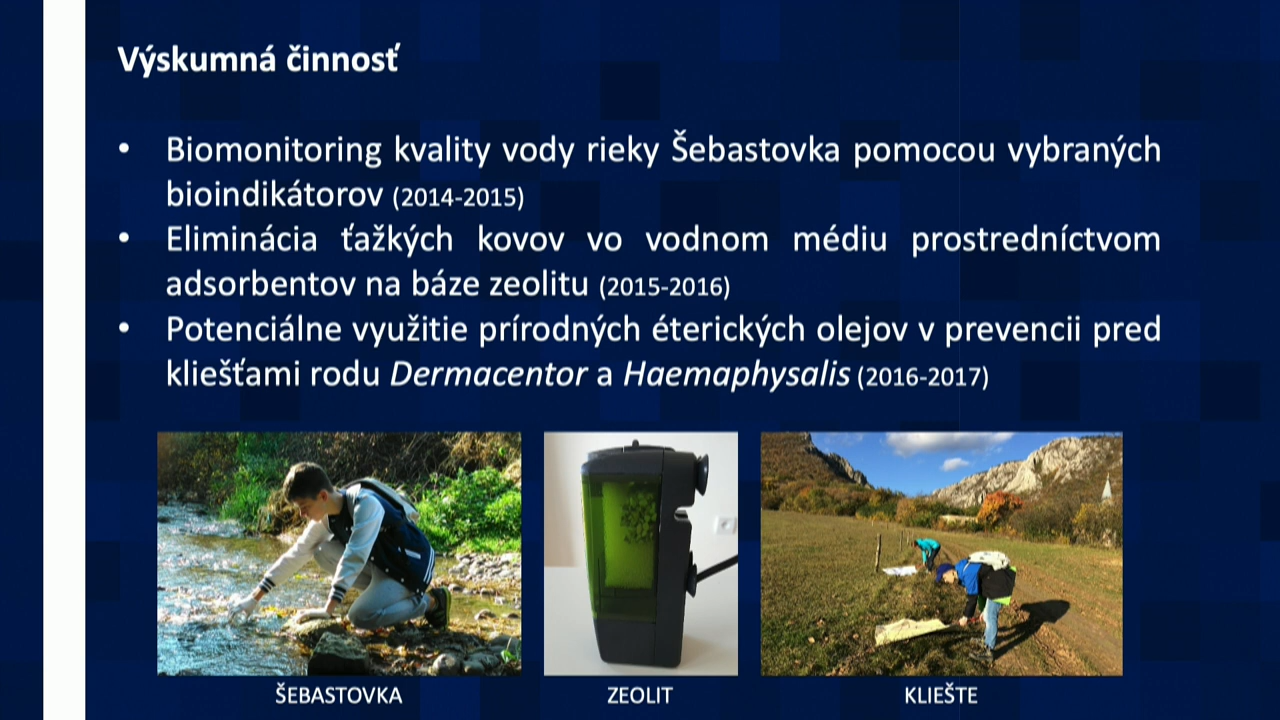 Výskumná činnosť
• Biomonitoring kvality vody rieky Šebastovka pomocou vybraných
bioindikátorov (2014-2015)
• Eliminácia ťažkých kovov vo vodnom médiu prostredníctvom
adsorbentov na báze zeolitu (2015-2016)
• Potenciálne využitie prírodných éterických olejov v prevencii pred
kliešťami rodu Dermacentor a Haemaphysalis (2016-2017)
ŠEBASTOVKA
ZEOLIT
KLIEŠTE